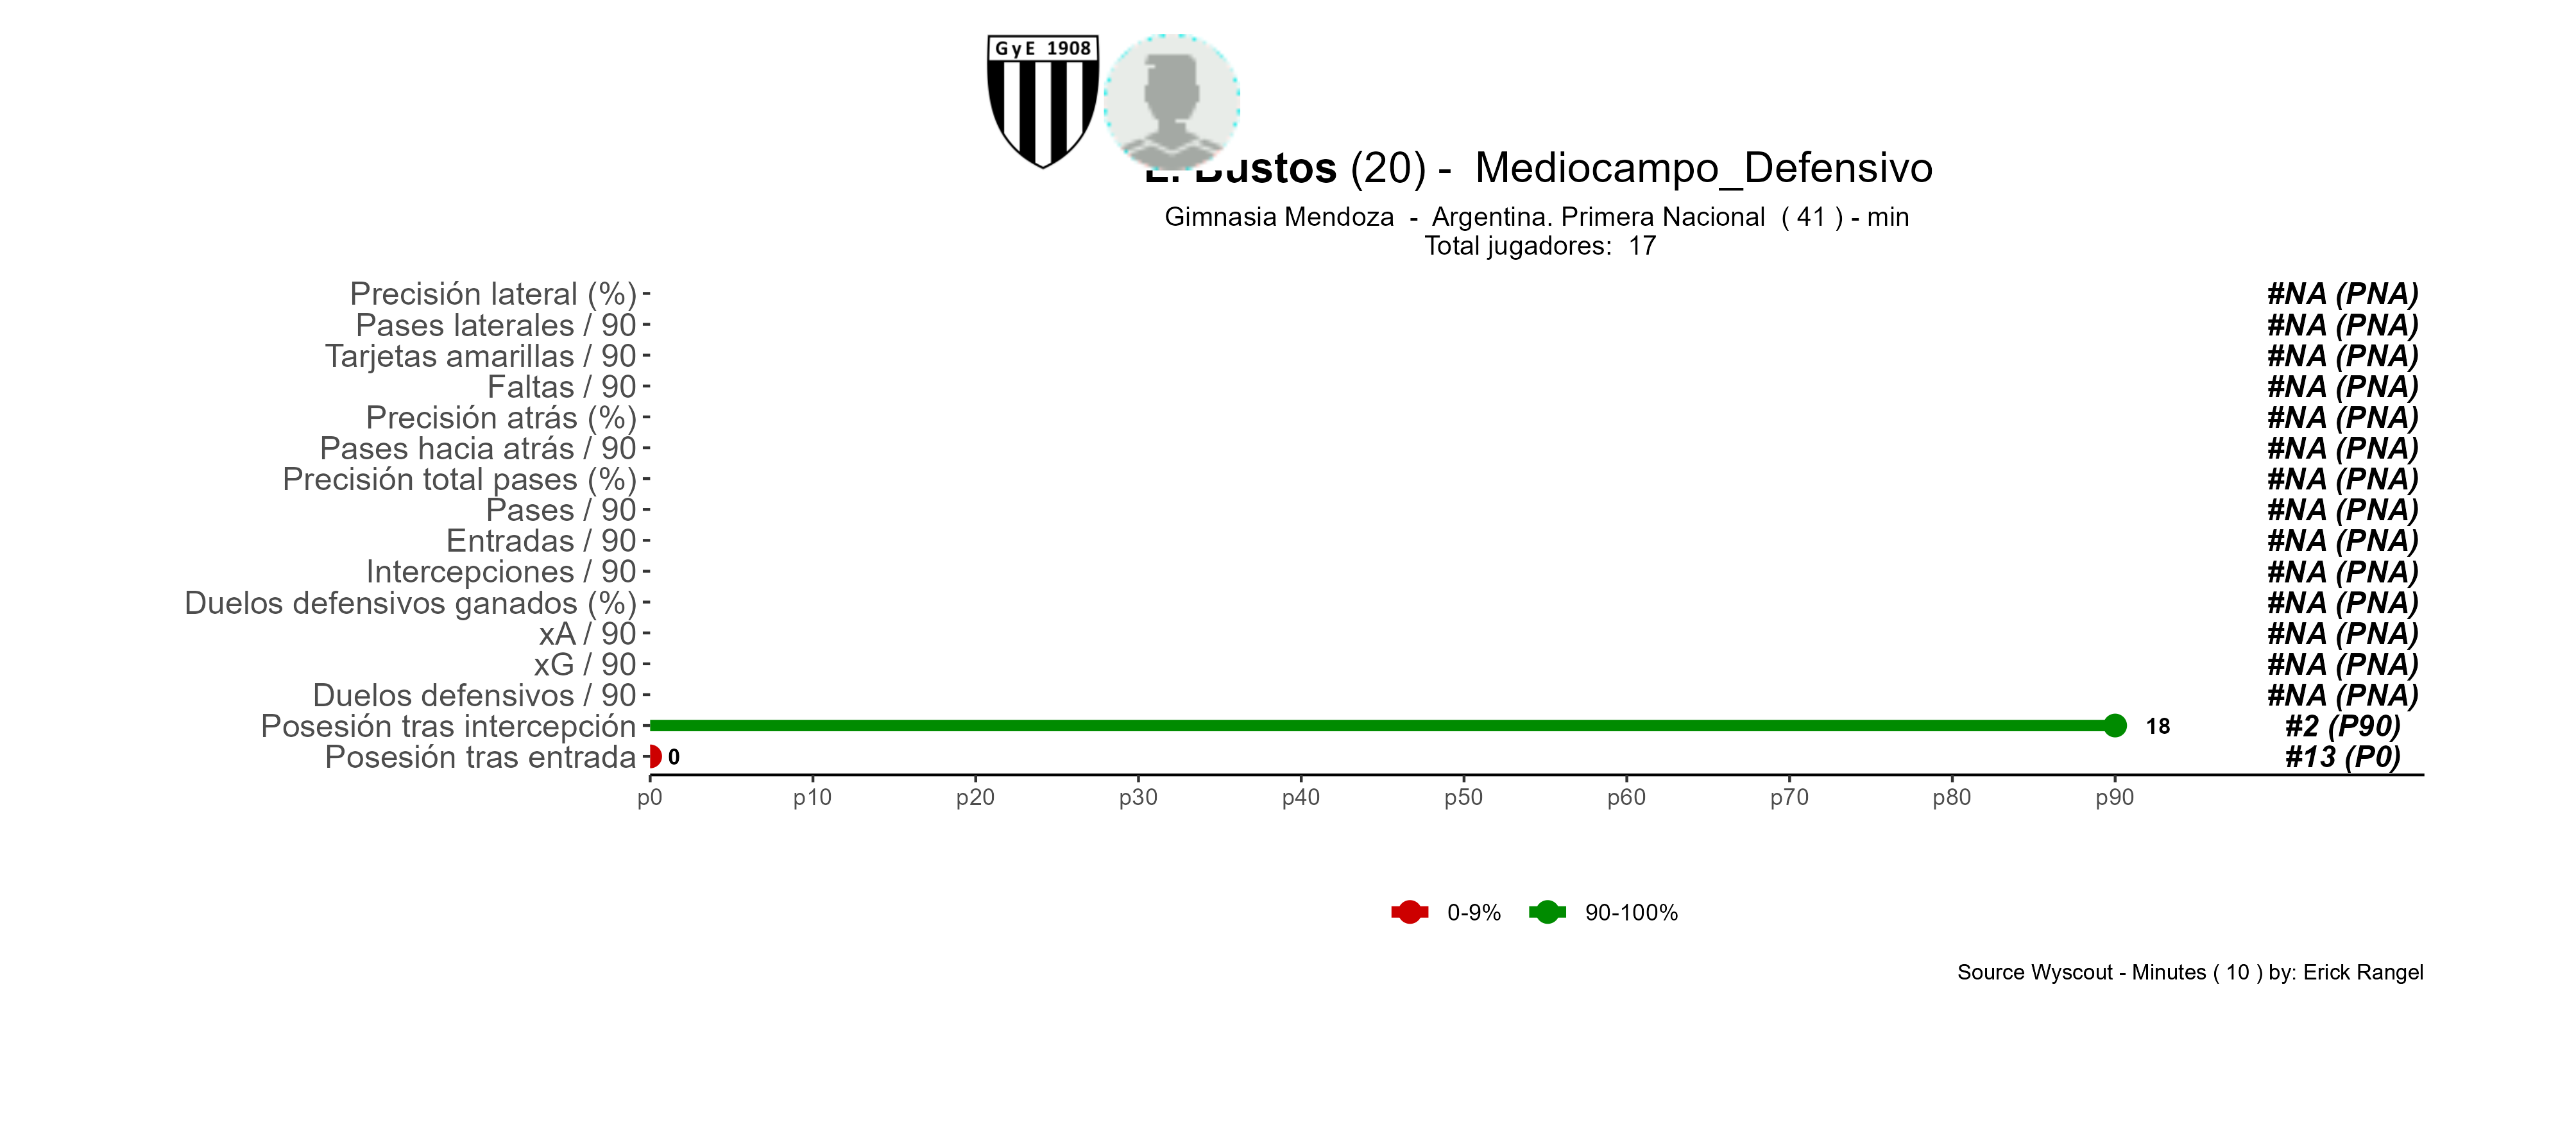 GyE 1908
Bustos (20) - Mediocampo_Defensivo
Gimnasia Mendoza - Argentina. Primera Nacional ( 41 ) - min
Total jugadores: 17
Precisión lateral (%) #NA (PNA)
Pases laterales / 90 #NA (PNA)
Tarjetas amarillas / 90 #NA (PNA)
Faltas / 90 #NA (PNA)
Precisión atrás (%) #NA (PNA)
Pases hacia atrás / 90 #NA (PNA)
Precisión total pases (%) #NA (PNA)
Pases / 90 #NA (PNA)
Entradas / 90 #NA (PNA)
Intercepciones / 90 #NA (PNA)
Duelos defensivos ganados (%) #NA (PNA)
xA / 90 #NA (PNA)
xG / 90 #NA (PNA)
Duelos defensivos / 90 #NA (PNA)
Posesión tras intercepción 18 #2 (P90)
Posesión tras entrada 0 #13 (P0)
p0 p10 p20 p30 p40 p50 p60 p70 p80 p90
0-9% 90-100%
Source Wyscout - Minutes ( 10 ) by: Erick Rangel